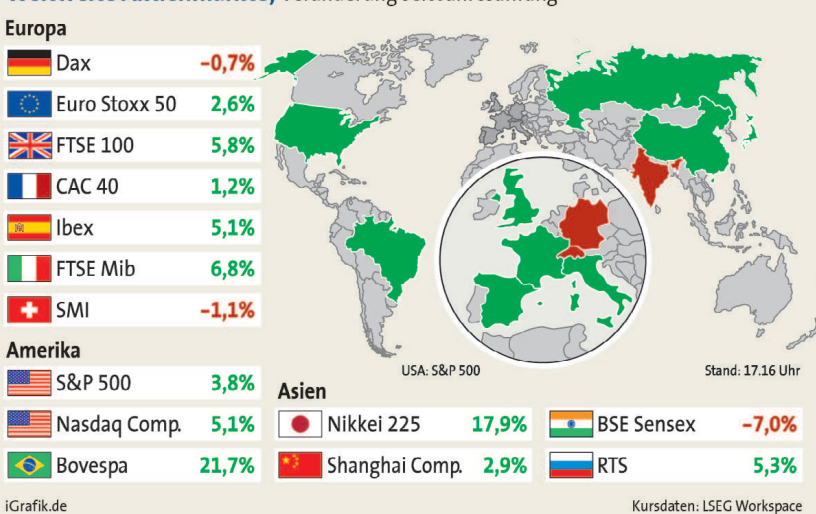 Europa
Dax –0,7%
Euro Stoxx 50 2,6%
FTSE 100 5,8%
CAC 40 1,2%
Ibex 5,1%
FTSE Mib 6,8%
SMI –1,1%
Amerika
S&P 500 3,8%
Nasdaq Comp. 5,1%
Bovespa 21,7%
USA: S&P 500
Stand: 17.16 Uhr
Asien
Nikkei 225 17,9%
Shanghai Comp. 2,9%
BSE Sensex –7,0%
RTS 5,3%
iGrafik.de
Kursdaten: LSEG Workspace